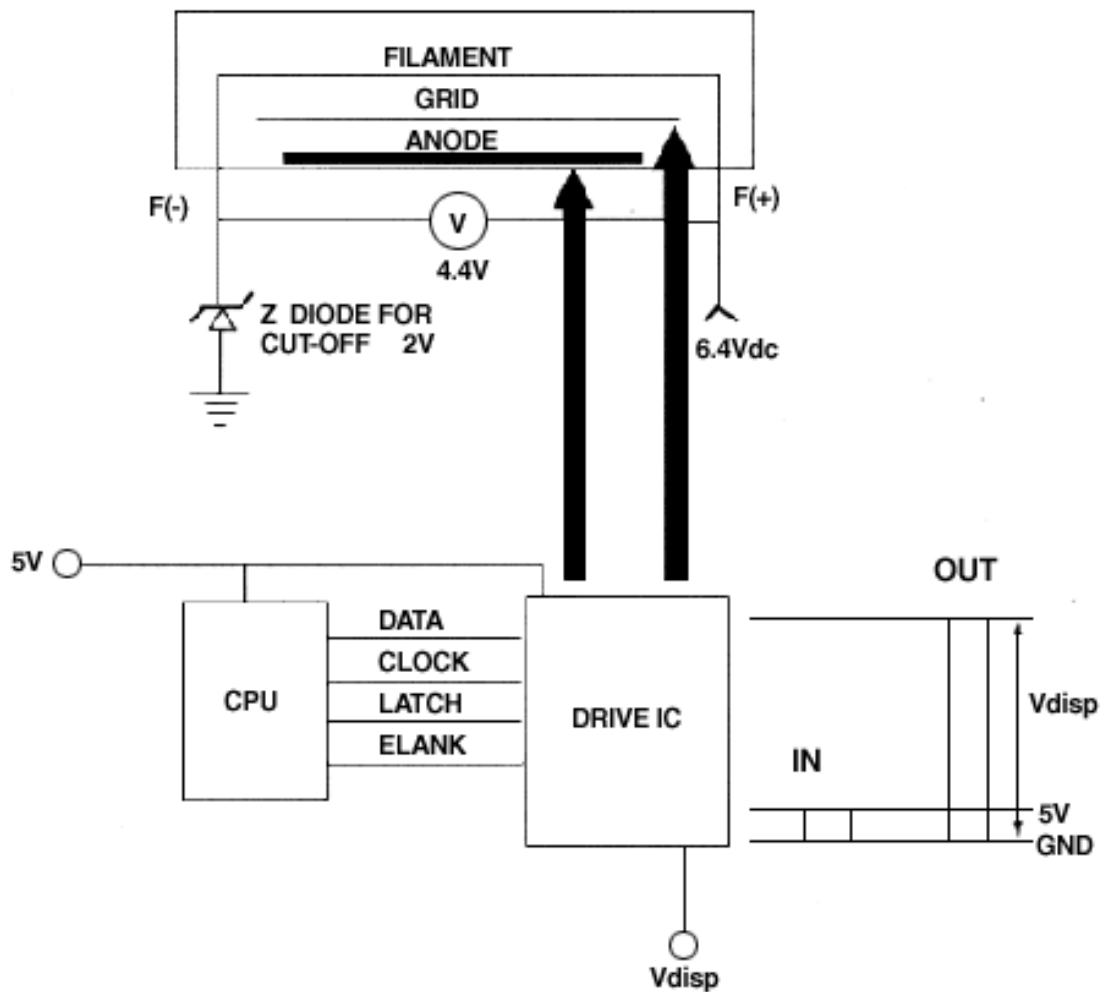 FILAMENT
GRID
ANODE
F(-)
F(+)
V
4.4V
Z DIODE FOR
CUT-OFF 2V
6.4Vdc
5V
OUT
DATA
CLOCK
LATCH
ELANK
CPU
DRIVE IC
IN
Vdisp
5V
GND
Vdisp